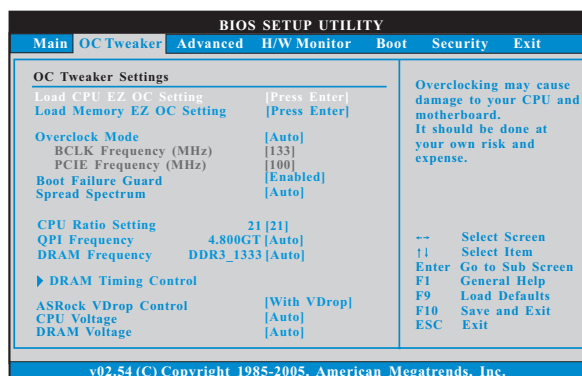 BIOS SETUP UTILITY
Main OC Tweaker Advanced H/W Monitor Boot Security Exit
OC Tweaker Settings
Load CPU EZ OC Setting [Press Enter]
Load Memory EZ OC Setting [Press Enter]
Overclock Mode [Auto]
BCLK Frequency (MHz) [133]
PCIE Frequency (MHz) [100]
Boot Failure Guard [Enabled]
Spread Spectrum [Auto]
CPU Ratio Setting 21 [21]
QPI Frequency 4.800GT [Auto]
DRAM Frequency DDR3_1333 [Auto]
DRAM Timing Control
ASRock VDrop Control [With VDrop]
CPU Voltage [Auto]
DRAM Voltage [Auto]
Overclocking may cause
damage to your CPU and
motherboard.
It should be done at
your own risk and
expense.
←→ Select Screen
↑↓ Select Item
Enter Go to Sub Screen
F1 General Help
F9 Load Defaults
F10 Save and Exit
ESC Exit
v02.54 (C) Copyright 1985-2005, American Megatrends, Inc.